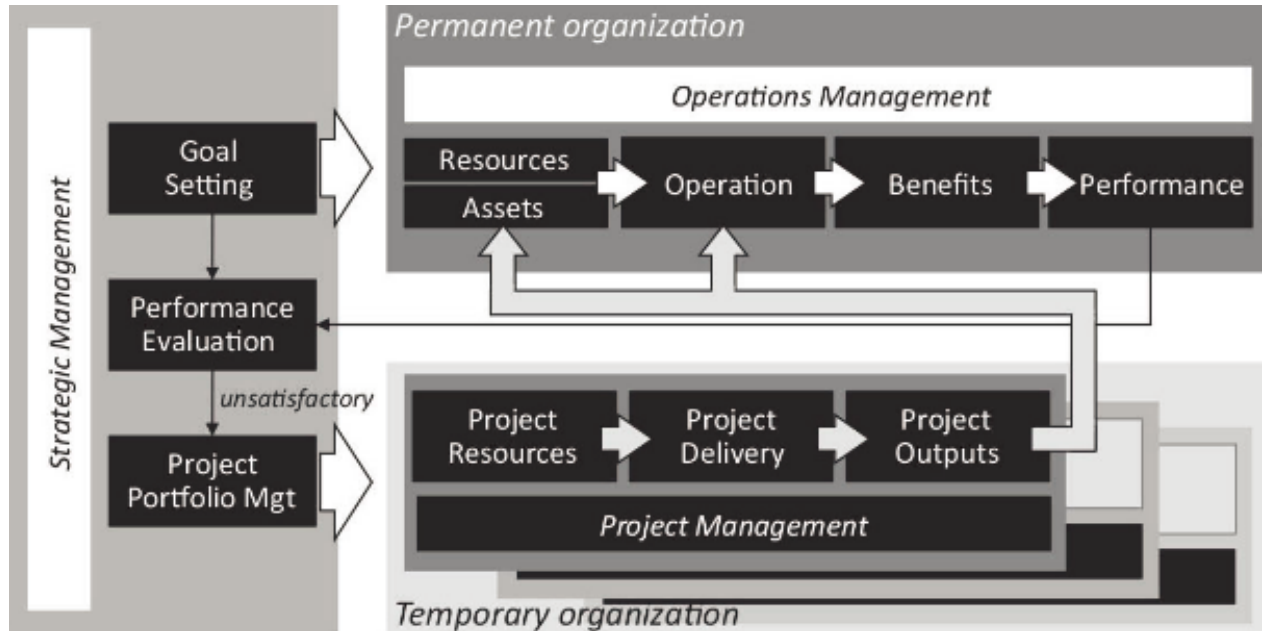 Strategic Management
Goal
Setting
Performance
Evaluation
unsatisfactory
Project
Portfolio Mgt
Permanent organization
Operations Management
Resources
Assets
Operation
Benefits
Performance
Project
Resources
Project
Delivery
Project
Outputs
Project Management
Temporary organization